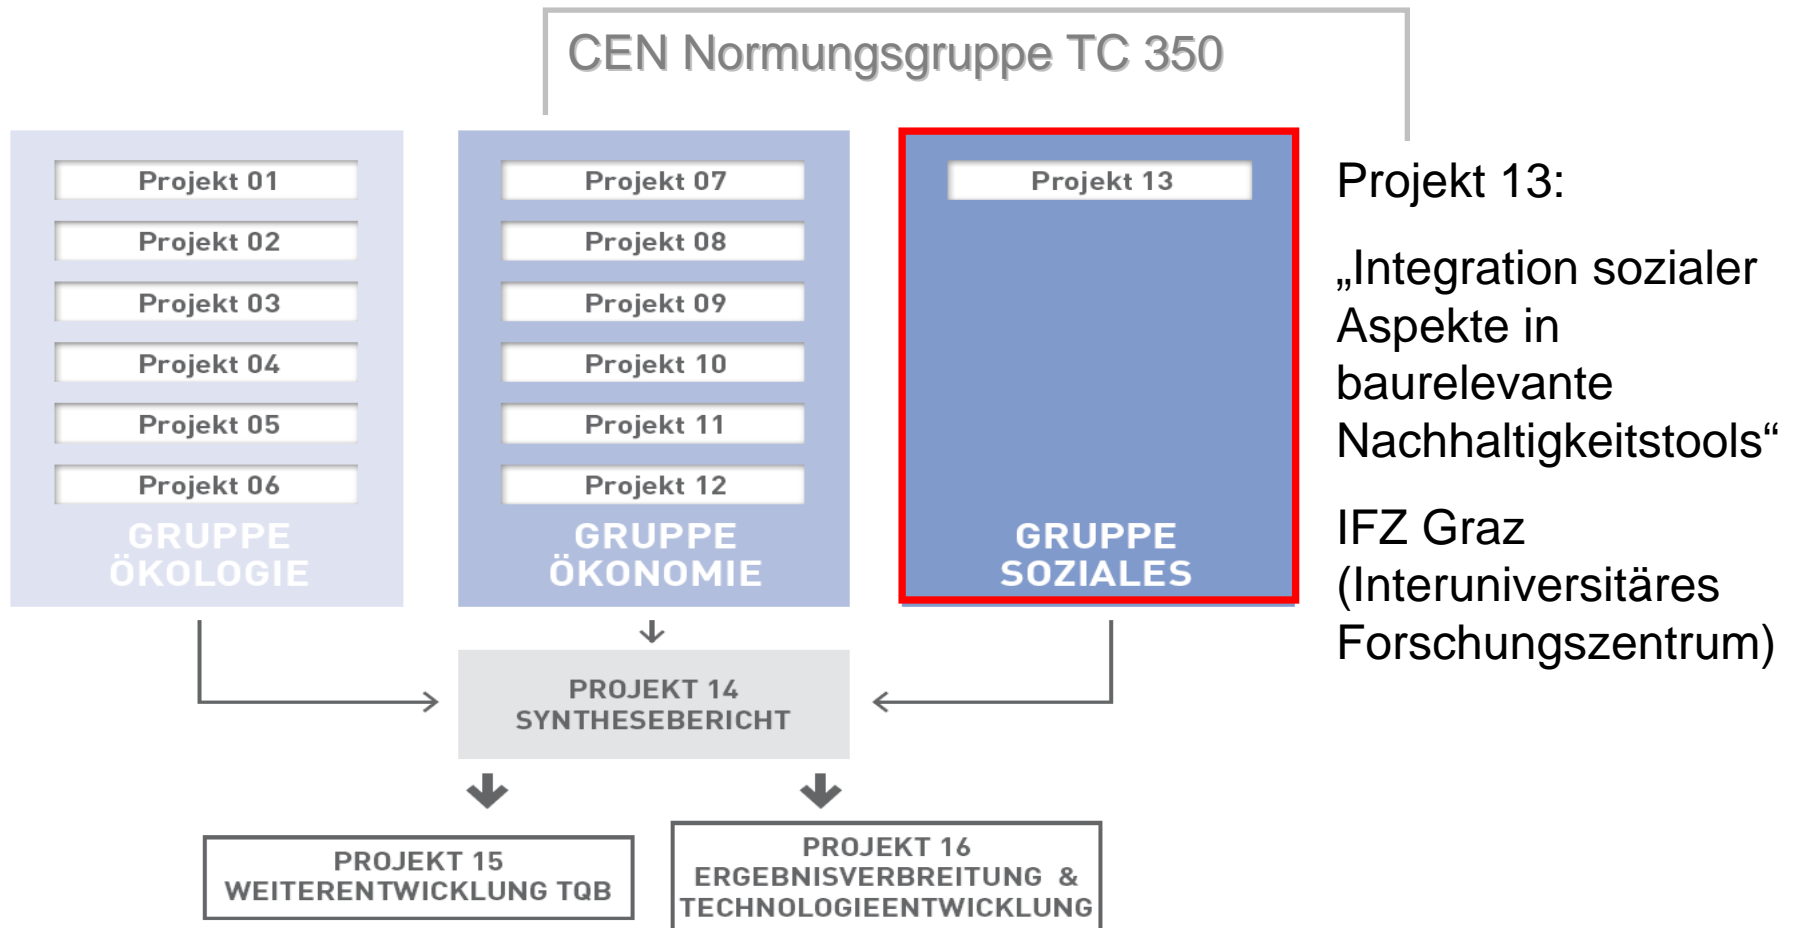 CEN Normungsgruppe TC 350
Projekt 01
Projekt 02
Projekt 03
Projekt 04
Projekt 05
Projekt 06
GRUPPE
ÖKOLOGIE
Projekt 07
Projekt 08
Projekt 09
Projekt 10
Projekt 11
Projekt 12
GRUPPE
ÖKONOMIE
Projekt 13
GRUPPE
SOZIALES
Projekt 13:
„Integration sozialer
Aspekte in
baurelevante
Nachhaltigkeitstools“
IFZ Graz
(Interuniversitäres
Forschungszentrum)
PROJEKT 14
SYNTHESEBERICHT
PROJEKT 15
WEITERENTWICKLUNG TQB
PROJEKT 16
ERGEBNISVERBREITUNG &
TECHNOLOGIEENTWICKLUNG